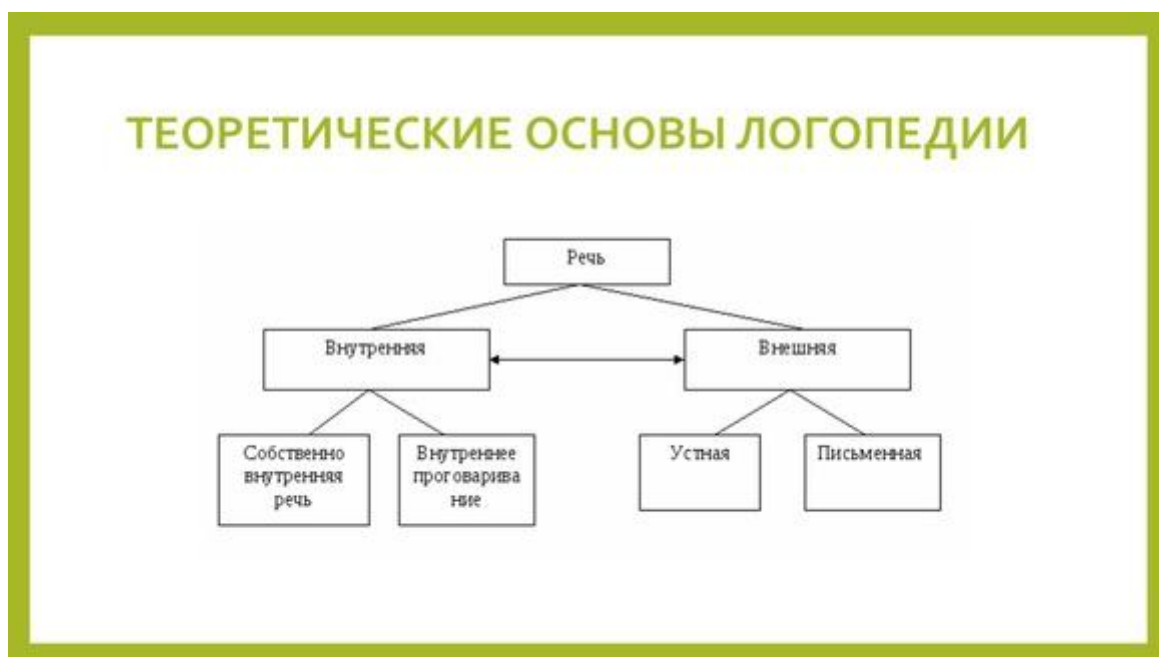 ТЕОРЕТИЧЕСКИЕ ОСНОВЫ ЛОГОПЕДИИ
Речь
Внутренняя
Внешняя
Собственно
внутренняя
речь
Внутреннее
проговарива
ние
Устная
Письменная